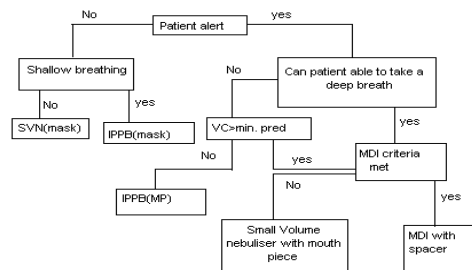 No
Patient alert
yes
Shallow breathing
No
Can patient able to take a
deep breath
No
yes
yes
SVN(mask)
IPPB(mask)
VC>min. pred
MDI criteria
met
No
yes
IPPB(MP)
No
yes
Small Volume
nebuliser with mouth
piece
MDI with
spacer